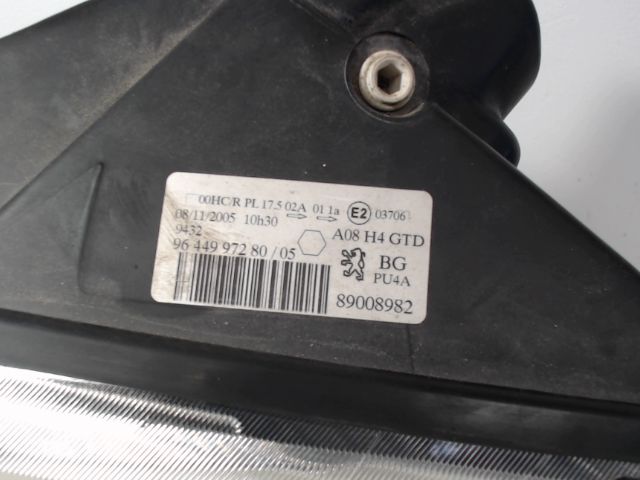 00HC/R PL 17.5 02A 01 1a E2 03706
08/11/2005 10h30
9432
A08 H4 GTD
96 449 972 80 / 05
BG
PU4A
89008982